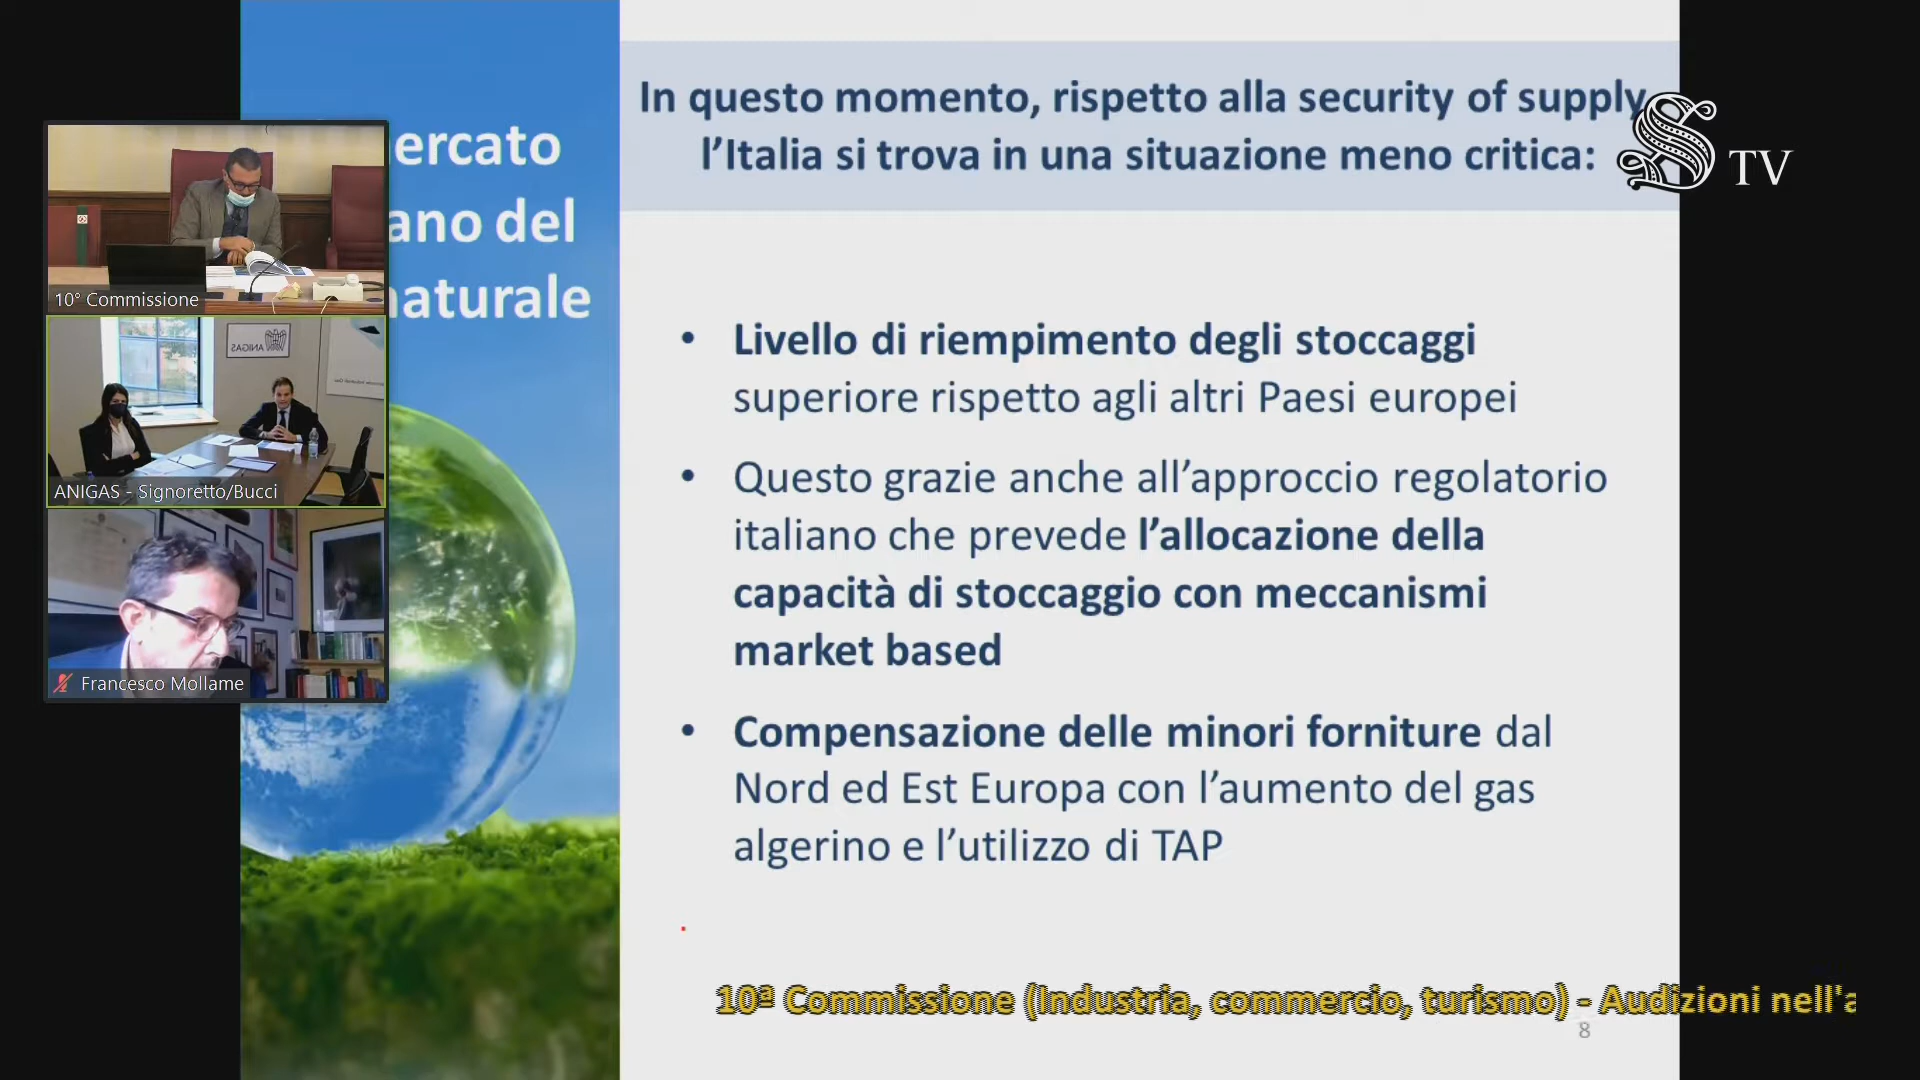 ercato
ano del
naturale
In questo momento, rispetto alla security of supply
l'Italia si trova in una situazione meno critica:
S TV
10° Commissione
ANIGAS
ANIGAS - Signoretto/Bucci
Francesco Mollame
• Livello di riempimento degli stoccaggi
superiore rispetto agli altri Paesi europei
• Questo grazie anche all'approccio regolatorio
italiano che prevede l'allocazione della
capacità di stoccaggio con meccanismi
market based
• Compensazione delle minori forniture dal
Nord ed Est Europa con l'aumento del gas
algerino e l'utilizzo di TAP
10ª Commissione (Industria, commercio, turismo) - Audizioni nell'a
8